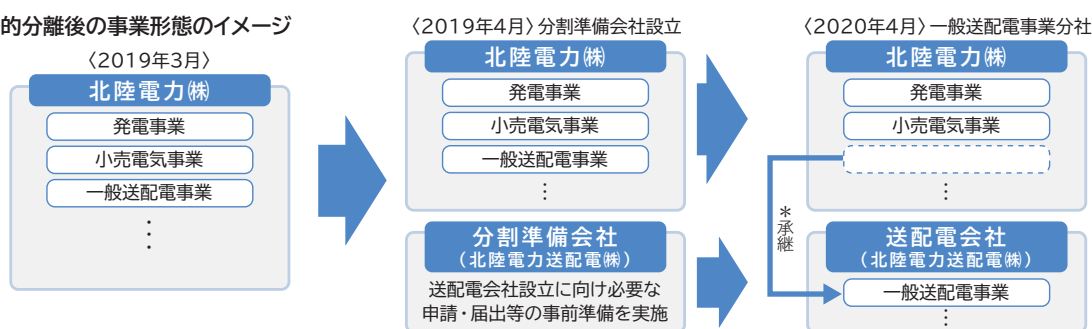 的分離後の事業形態のイメージ
〈2019年3月〉
北陸電力㈱
発電事業
小売電気事業
一般送配電事業
⋮
〈2019年4月〉分割準備会社設立
北陸電力㈱
発電事業
小売電気事業
一般送配電事業
⋮
分割準備会社
（北陸電力送配電㈱）
送配電会社設立に向け必要な
申請・届出等の事前準備を実施
〈2020年4月〉一般送配電事業分社
北陸電力㈱
発電事業
小売電気事業
⋮
＊承継
送配電会社
（北陸電力送配電㈱）
一般送配電事業
⋮